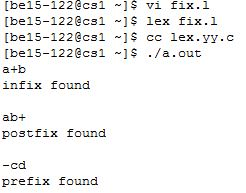 [be15-122@cs1 ~]$ vi fix.l
[be15-122@cs1 ~]$ lex fix.l
[be15-122@cs1 ~]$ cc lex.yy.c
[be15-122@cs1 ~]$ ./a.out
a+b
infix found
ab+
postfix found
-cd
prefix found